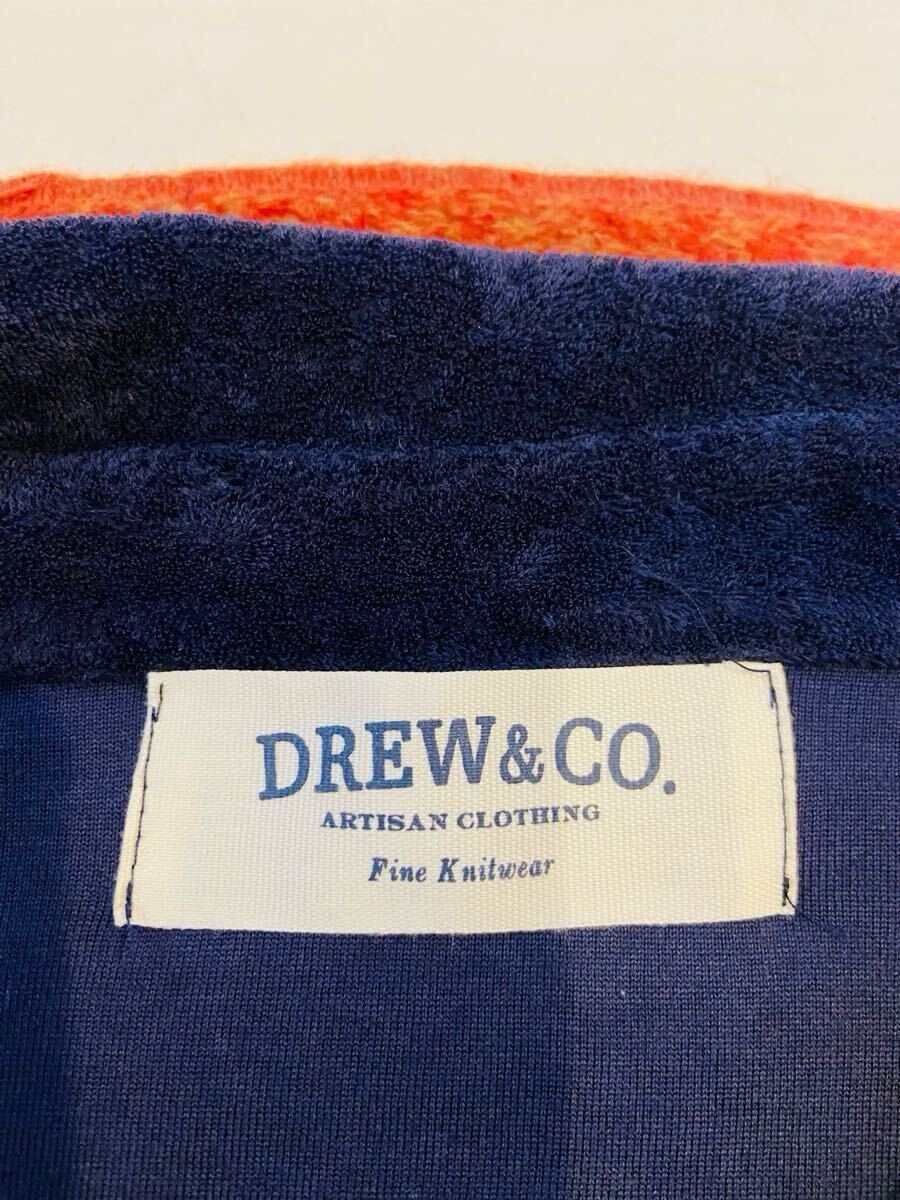 DREW&CO.
ARTISAN CLOTHING
Fine Knitwear